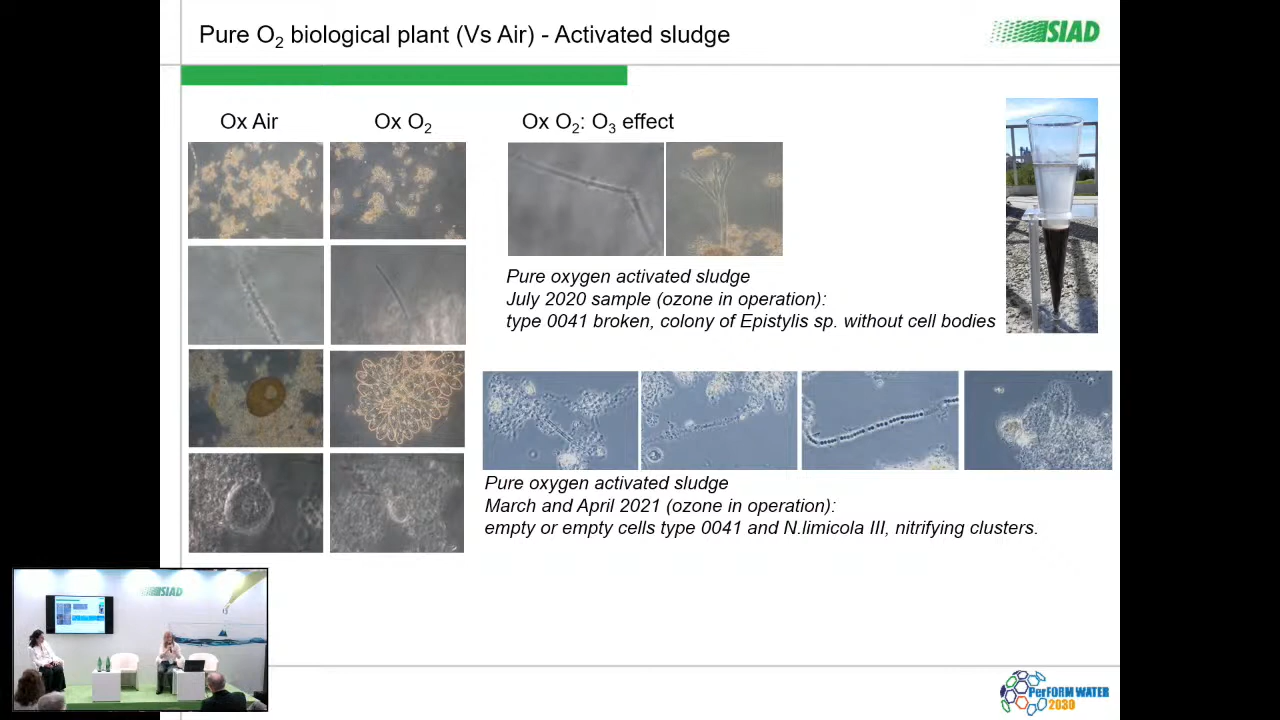 Pure O₂ biological plant (Vs Air) - Activated sludge
SIAD
Ox Air
Ox O₂
Ox O₂: O₃ effect
Pure oxygen activated sludge
July 2020 sample (ozone in operation):
type 0041 broken, colony of Epistylis sp. without cell bodies
Pure oxygen activated sludge
March and April 2021 (ozone in operation):
empty or empty cells type 0041 and N.limicola III, nitrifying clusters.
SIAD
PerFORM WATER
2030